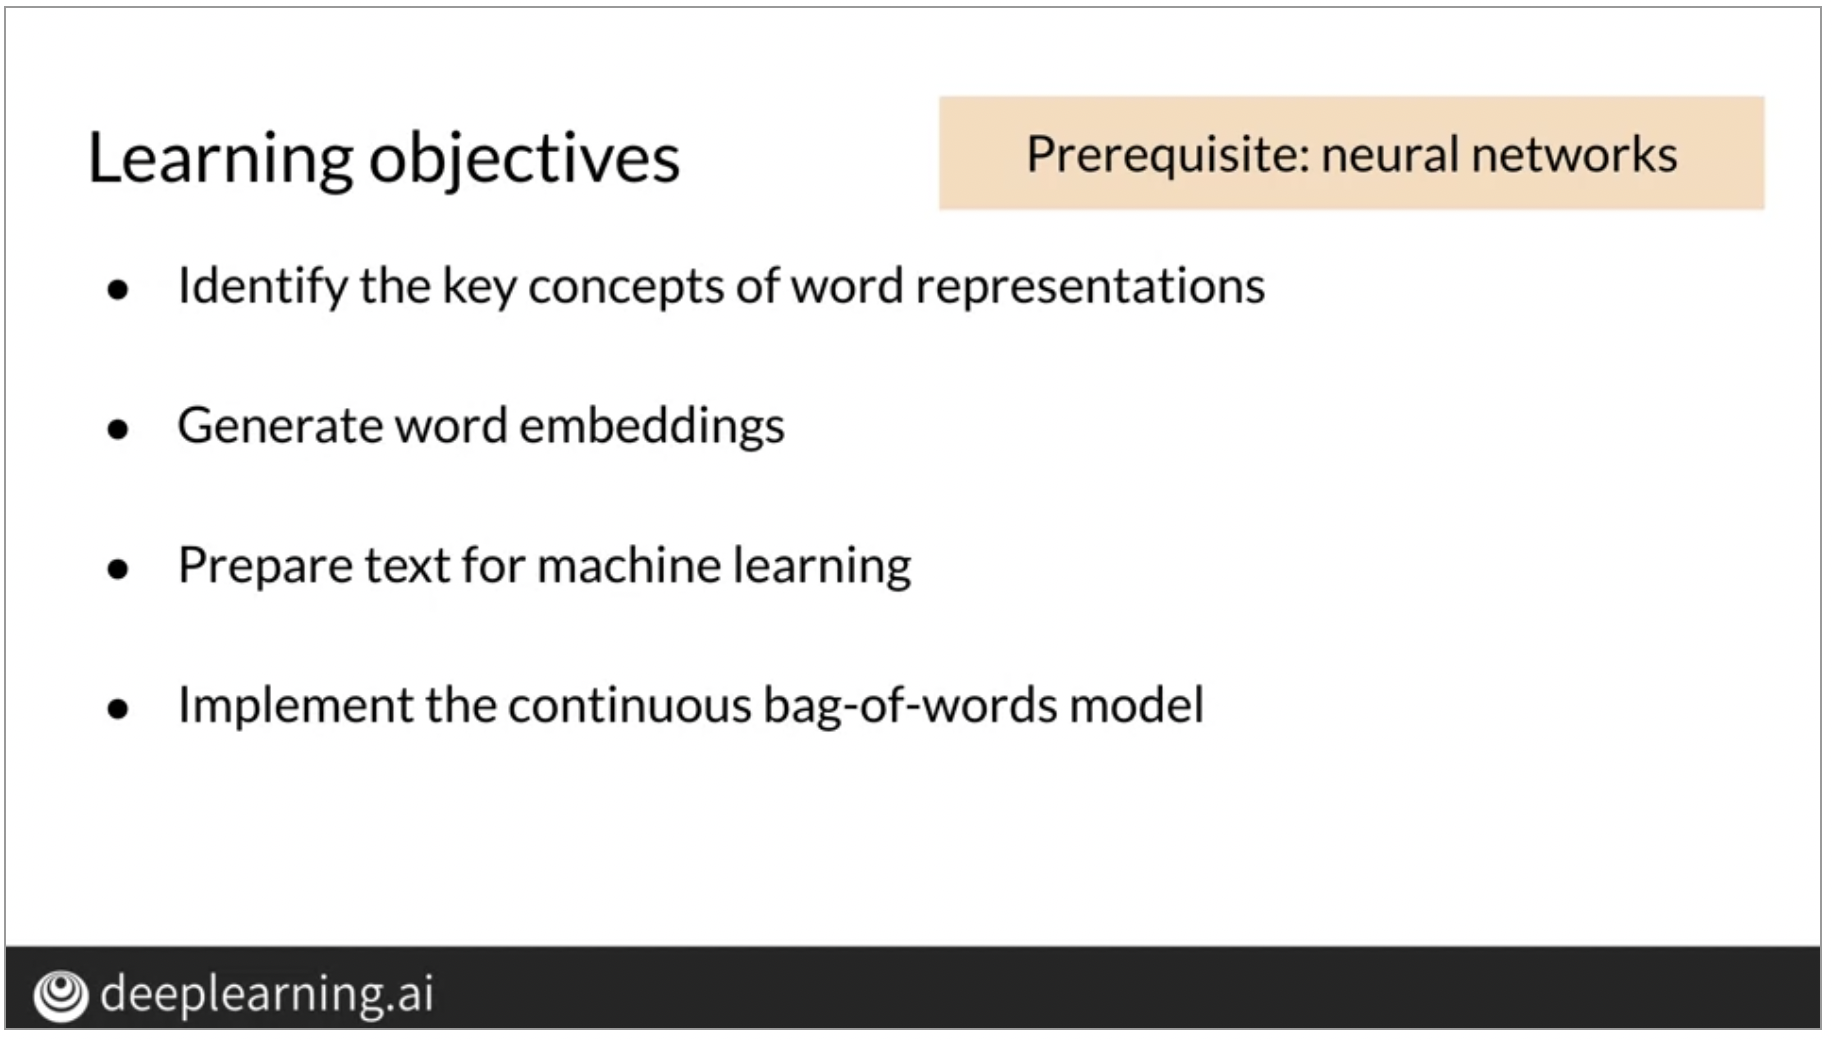 Learning objectives
Prerequisite: neural networks
● Identify the key concepts of word representations
● Generate word embeddings
● Prepare text for machine learning
● Implement the continuous bag-of-words model
deeplearning.ai